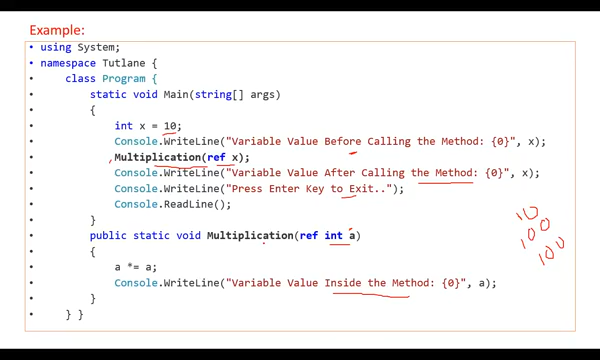 Example:
• using System;
• namespace Tutlane {
• class Program {
• static void Main(string[] args)
• {
• int x = 10;
• Console.WriteLine("Variable Value Before Calling the Method: {0}", x);
• Multiplication(ref x);
• Console.WriteLine("Variable Value After Calling the Method: {0}", x);
• Console.WriteLine("Press Enter Key to Exit..");
• Console.ReadLine();
• }
• public static void Multiplication(ref int a)
• {
• a *= a;
• Console.WriteLine("Variable Value Inside the Method: {0}", a);
• }
• } }
10
100
100